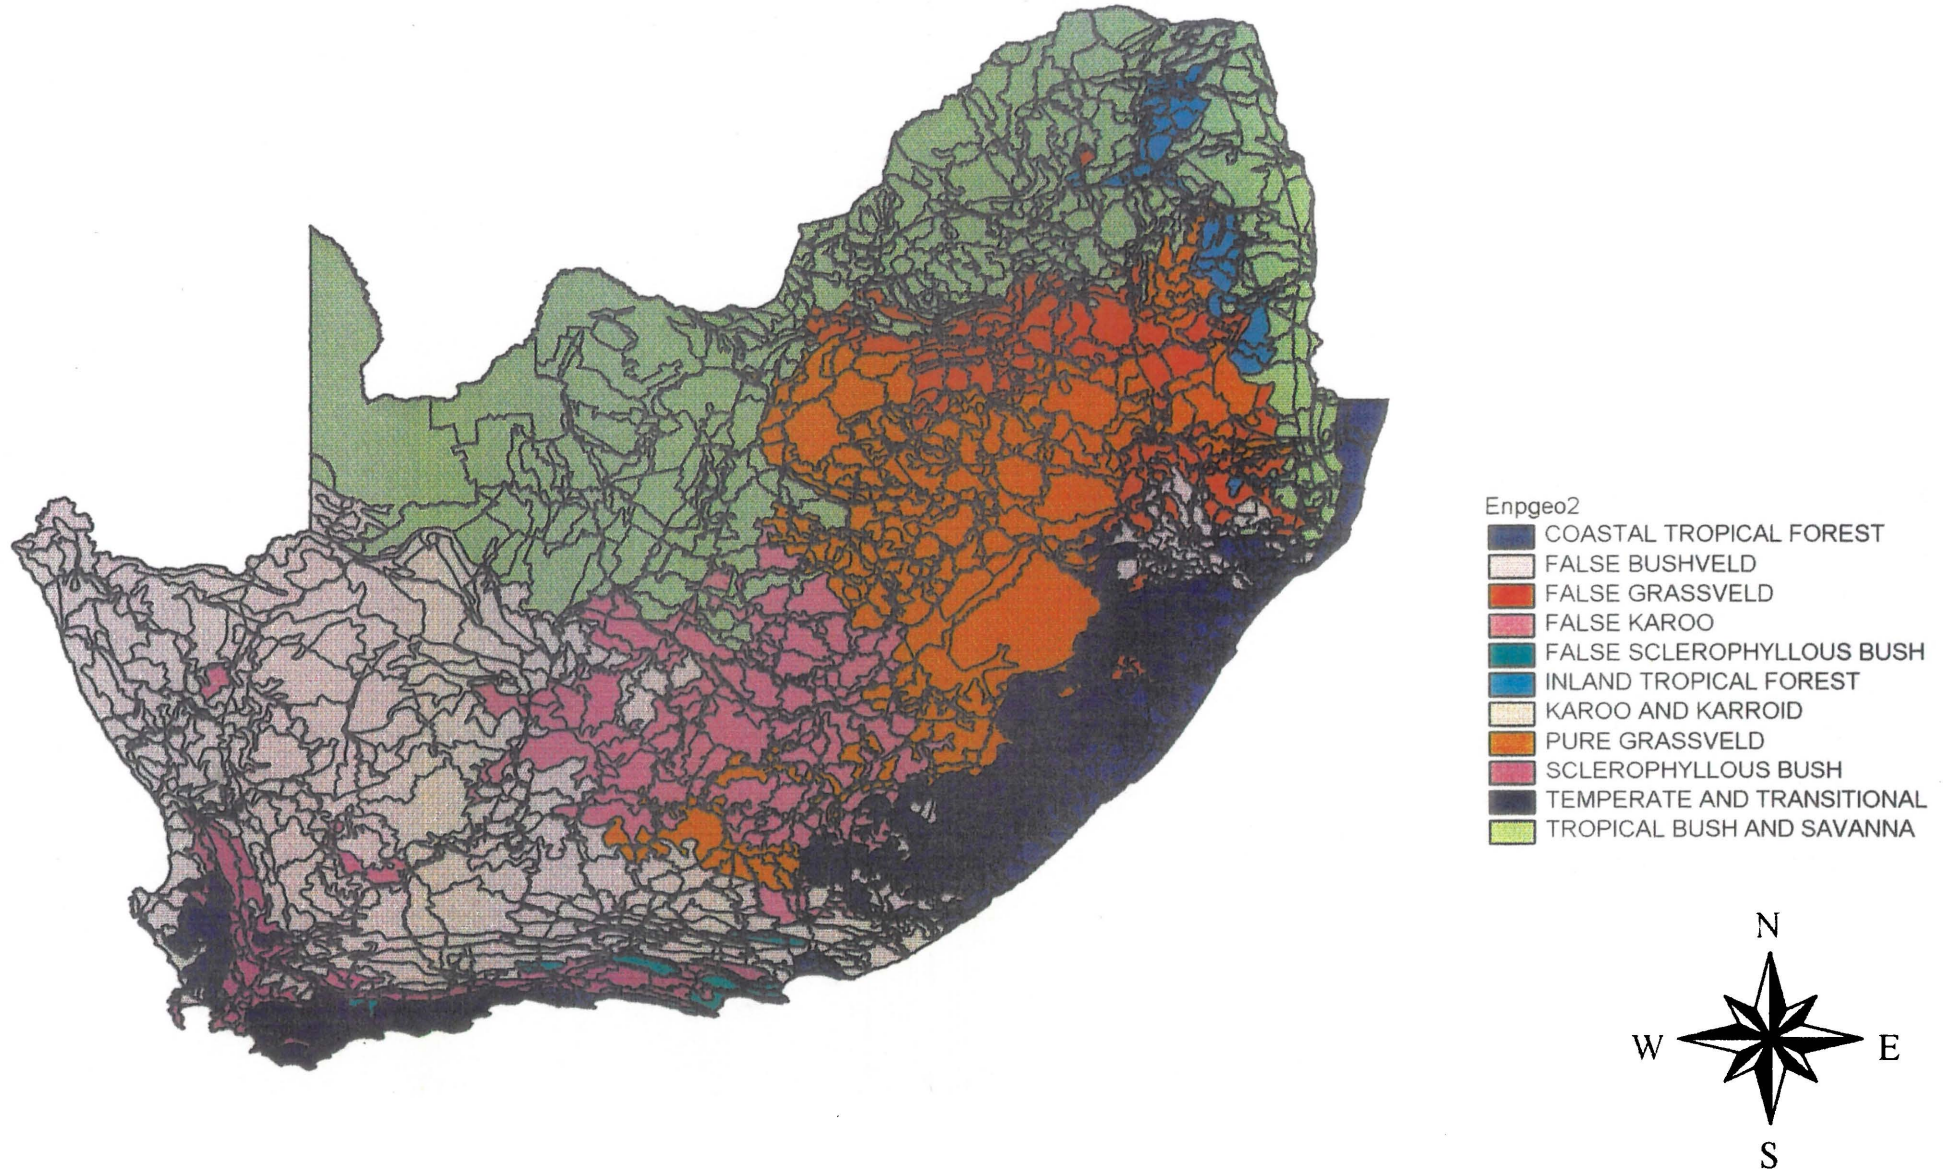 Enpgeo2
COASTAL TROPICAL FOREST
FALSE BUSHVELD
FALSE GRASSVELD
FALSE KAROO
FALSE SCLEROPHYLLOUS BUSH
INLAND TROPICAL FOREST
KAROO AND KARROID
PURE GRASSVELD
SCLEROPHYLLOUS BUSH
TEMPERATE AND TRANSITIONAL
TROPICAL BUSH AND SAVANNA
N
W E
S